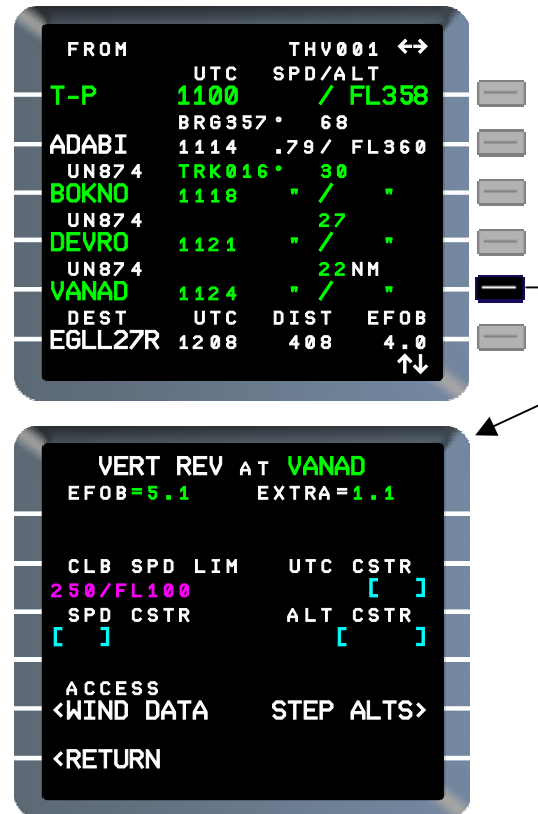 FROM THV001 ↔
UTC SPD/ALT
T-P 1100 / FL358
BRG357° 68
ADABI 1114 .79/ FL360
UN874 TRK016° 30
BOKNO 1118 " / "
UN874 27
DEVRO 1121 " / "
UN874 22NM
VANAD 1124 " / "
DEST UTC DIST EFOB
EGLL27R 1208 408 4.0
↑↓
VERT REV AT VANAD
EFOB=5.1 EXTRA=1.1
CLB SPD LIM UTC CSTR
250/FL100 [ ]
SPD CSTR ALT CSTR
[ ] [ ]
ACCESS
<WIND DATA STEP ALTS>
<RETURN